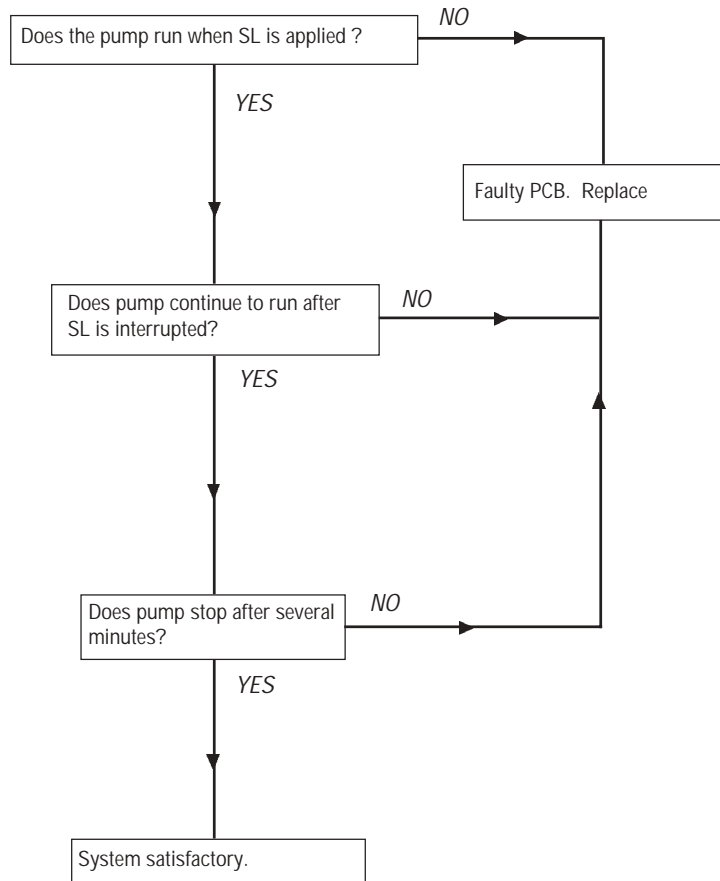 Does the pump run when SL is applied ?
NO
YES
Faulty PCB.  Replace
Does pump continue to run after
SL is interrupted?
NO
YES
Does pump stop after several
minutes?
NO
YES
System satisfactory.